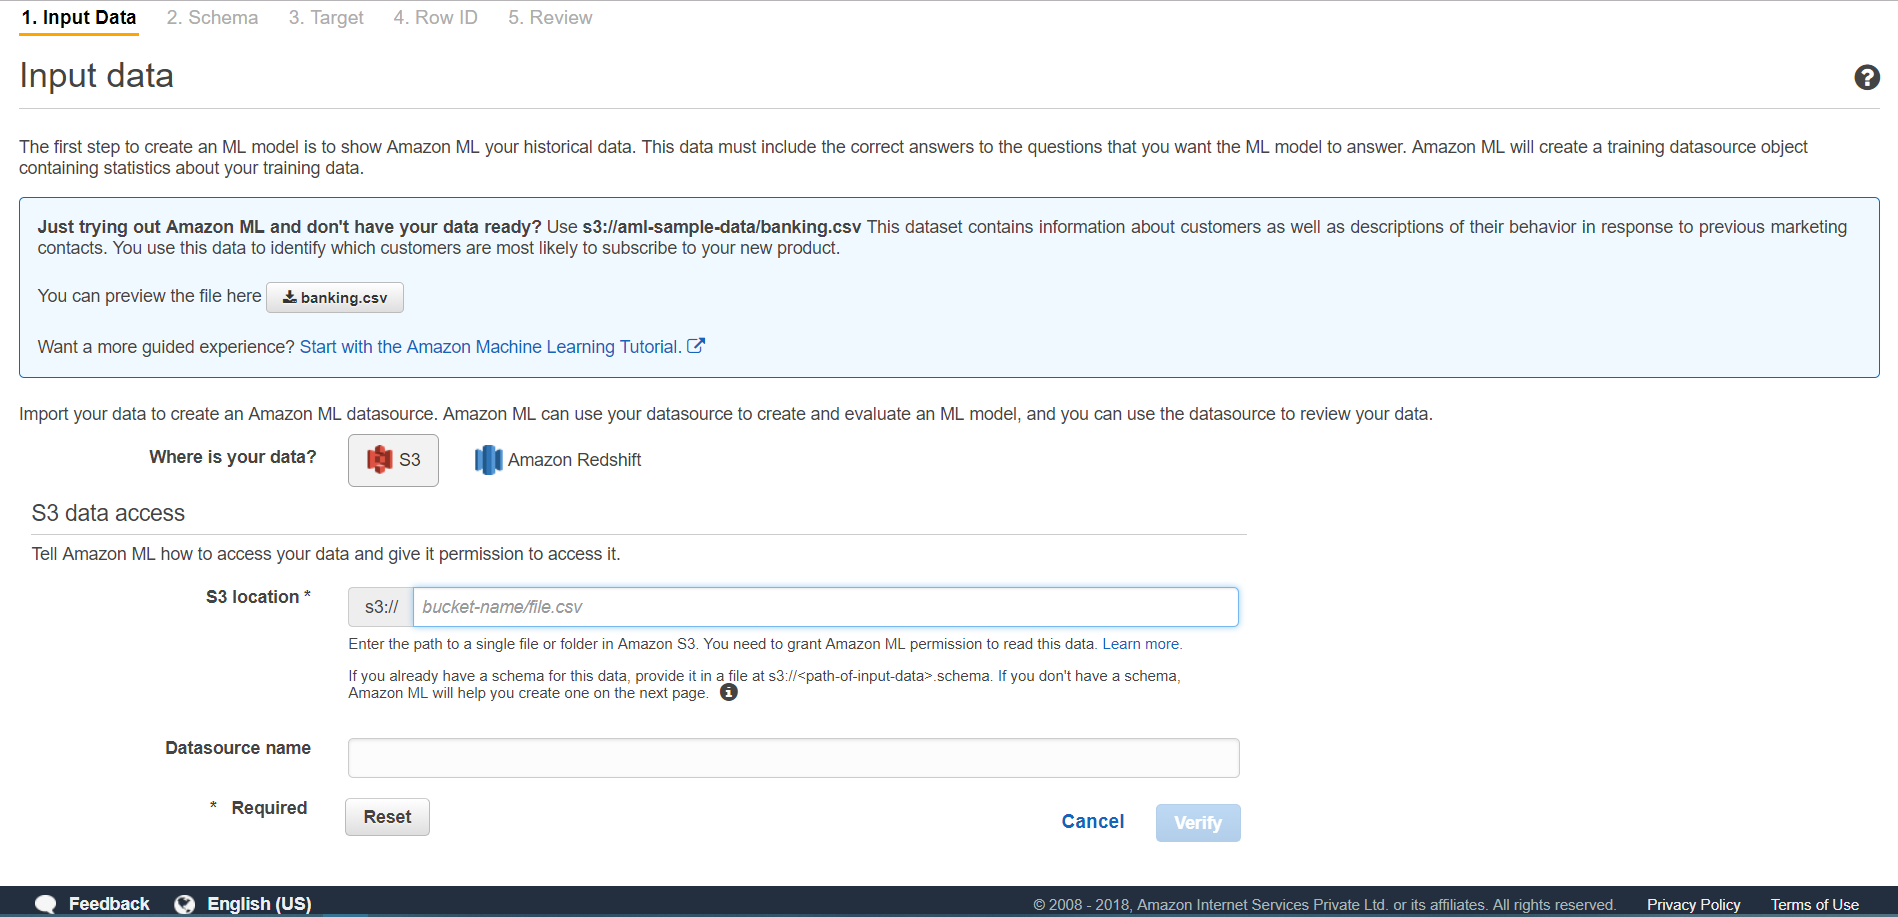 1. Input Data 2. Schema 3. Target 4. Row ID 5. Review
Input data
The first step to create an ML model is to show Amazon ML your historical data. This data must include the correct answers to the questions that you want the ML model to answer. Amazon ML will create a training datasource object
containing statistics about your training data.
Just trying out Amazon ML and don't have your data ready? Use s3://aml-sample-data/banking.csv This dataset contains information about customers as well as descriptions of their behavior in response to previous marketing
contacts. You use this data to identify which customers are most likely to subscribe to your new product.
You can preview the file here banking.csv
Want a more guided experience? Start with the Amazon Machine Learning Tutorial.
Import your data to create an Amazon ML datasource. Amazon ML can use your datasource to create and evaluate an ML model, and you can use the datasource to review your data.
Where is your data? S3 Amazon Redshift
S3 data access
Tell Amazon ML how to access your data and give it permission to access it.
S3 location * s3:// bucket-name/file.csv
Enter the path to a single file or folder in Amazon S3. You need to grant Amazon ML permission to read this data. Learn more.
If you already have a schema for this data, provide it in a file at s3://<path-of-input-data>.schema. If you don't have a schema,
Amazon ML will help you create one on the next page.
Datasource name
* Required Reset Cancel Verify
Feedback English (US) © 2008 - 2018, Amazon Internet Services Private Ltd. or its affiliates. All rights reserved. Privacy Policy Terms of Use